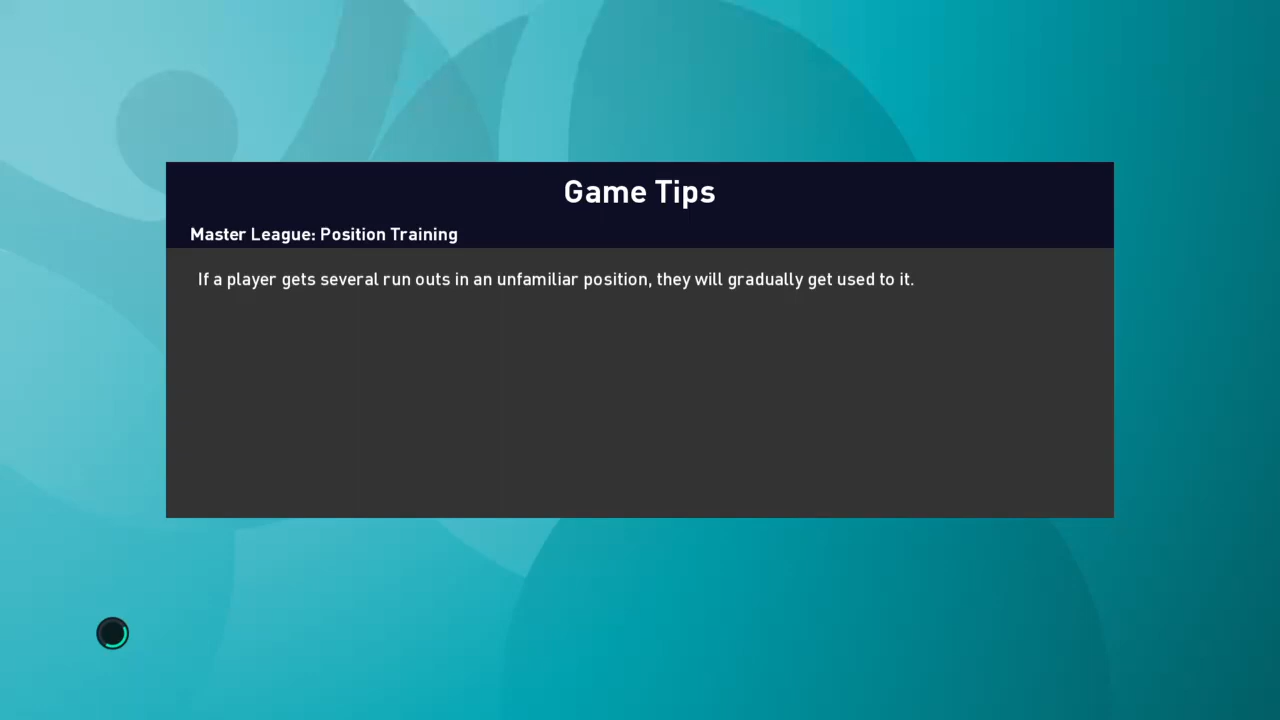 Game Tips
Master League: Position Training
If a player gets several run outs in an unfamiliar position, they will gradually get used to it.